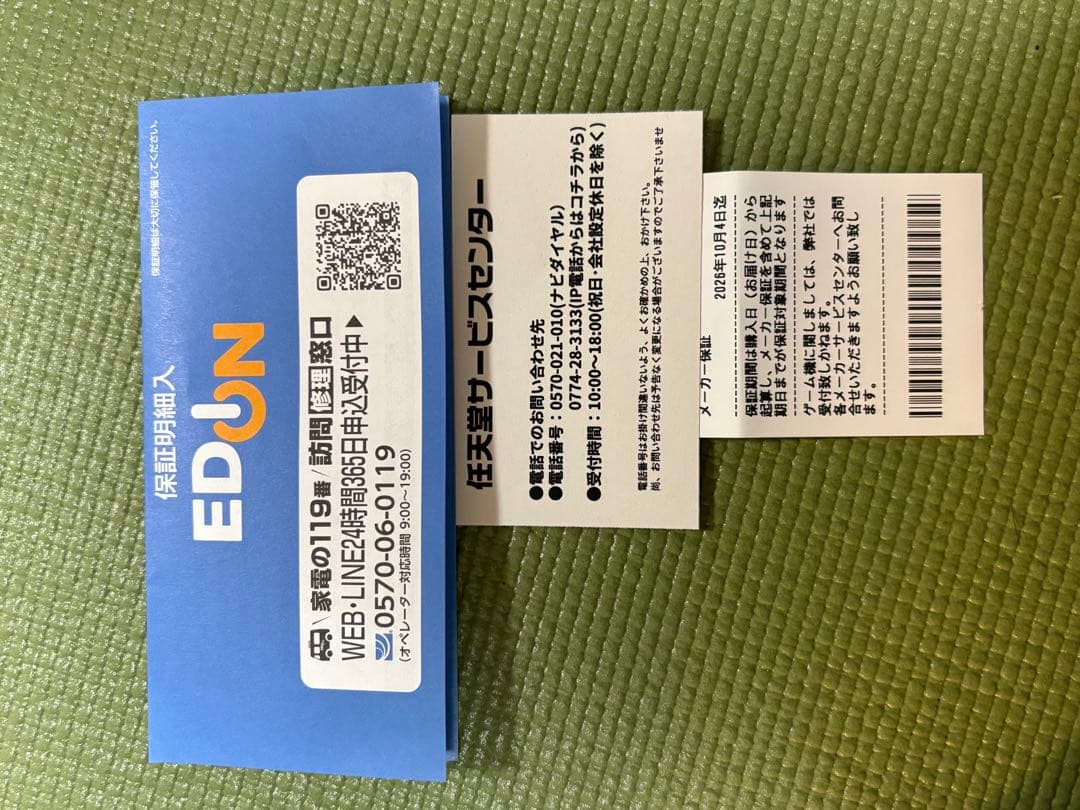 保証明細入
保証明細は大切に保管してください。
EDION
家電の119番/訪問修理窓口
WEB・LINE24時間365日申込受付中▶
0570-06-0119
(オペレーター対応時間 9:00〜19:00)
任天堂サービスセンター
●電話でのお問い合わせ先
●電話番号：0570-021-010(ナビダイヤル)
0774-28-3133(IP電話からはコチラから)
●受付時間：10:00〜18:00(祝日・会社設定休日を除く)
電話番号はお掛け間違いないよう、よくお確かめの上、おかけ下さい。
尚、お問い合わせ先は予告なく変更になる場合がございますのでご了承下さいませ
メーカー保証
2026年10月4日迄
保証期間は購入日（お届け日）から
起算し、メーカー保証を含めて上記
期日までが保証対象期間となります
ゲーム機に関しましては、弊社では
受付致しかねます。
各メーカーサービスセンターへお問
合せいただきますようお願い致し
ます。